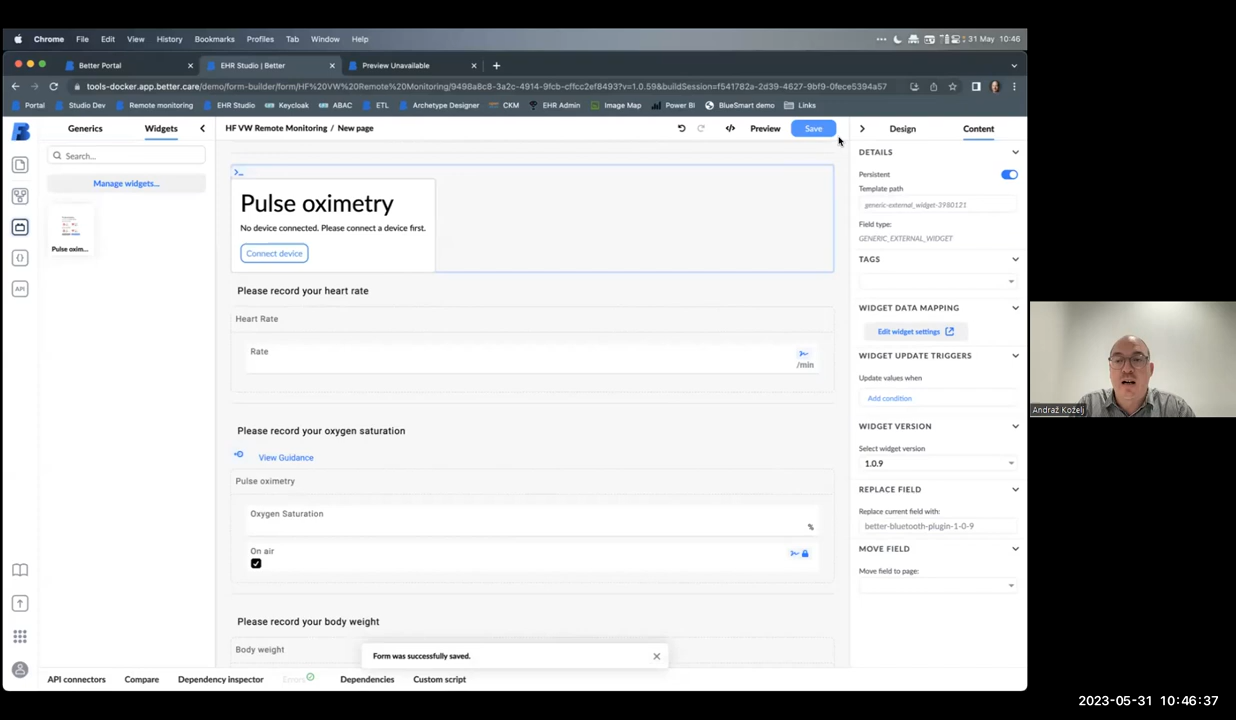 Chrome File Edit View History Bookmarks Profiles Tab Window Help
31 May 10:46
Better Portal
EHR Studio | Better
Preview Unavailable
tools-docker.app.better.care/demo/form-builder/form/HF%20VW%20Remote%20Monitoring/9498a8c8-3a2c-4914-9fcb-cffcc2ef8493?v=1.0.59&buildSession=f541782a-2d39-4627-9bf9-0fece5394a57
Portal Studio Dev Remote monitoring EHR Studio Keycloak ABAC ETL Archetype Designer CKM EHR Admin Image Map Power BI BlueSmart demo Links
Generics Widgets
HF VW Remote Monitoring / New page
Preview Save
Design Content
Search...
Manage widgets...
Pulse oxim...
API
Pulse oximetry
No device connected. Please connect a device first.
Connect device
Please record your heart rate
Heart Rate
Rate
/min
Please record your oxygen saturation
View Guidance
Pulse oximetry
Oxygen Saturation
%
On air
Please record your body weight
Body weight
Form was successfully saved.
DETAILS
Persistent
Template path
generic-external_widget-3980121
Field type:
GENERIC_EXTERNAL_WIDGET
TAGS
WIDGET DATA MAPPING
Edit widget settings
WIDGET UPDATE TRIGGERS
Update values when
Add condition
WIDGET VERSION
Select widget version
1.0.9
REPLACE FIELD
Replace current field with:
better-bluetooth-plugin-1-0-9
MOVE FIELD
Move field to page:
API connectors Compare Dependency inspector Errors Dependencies Custom script
Andraž Koželj
2023-05-31 10:46:37